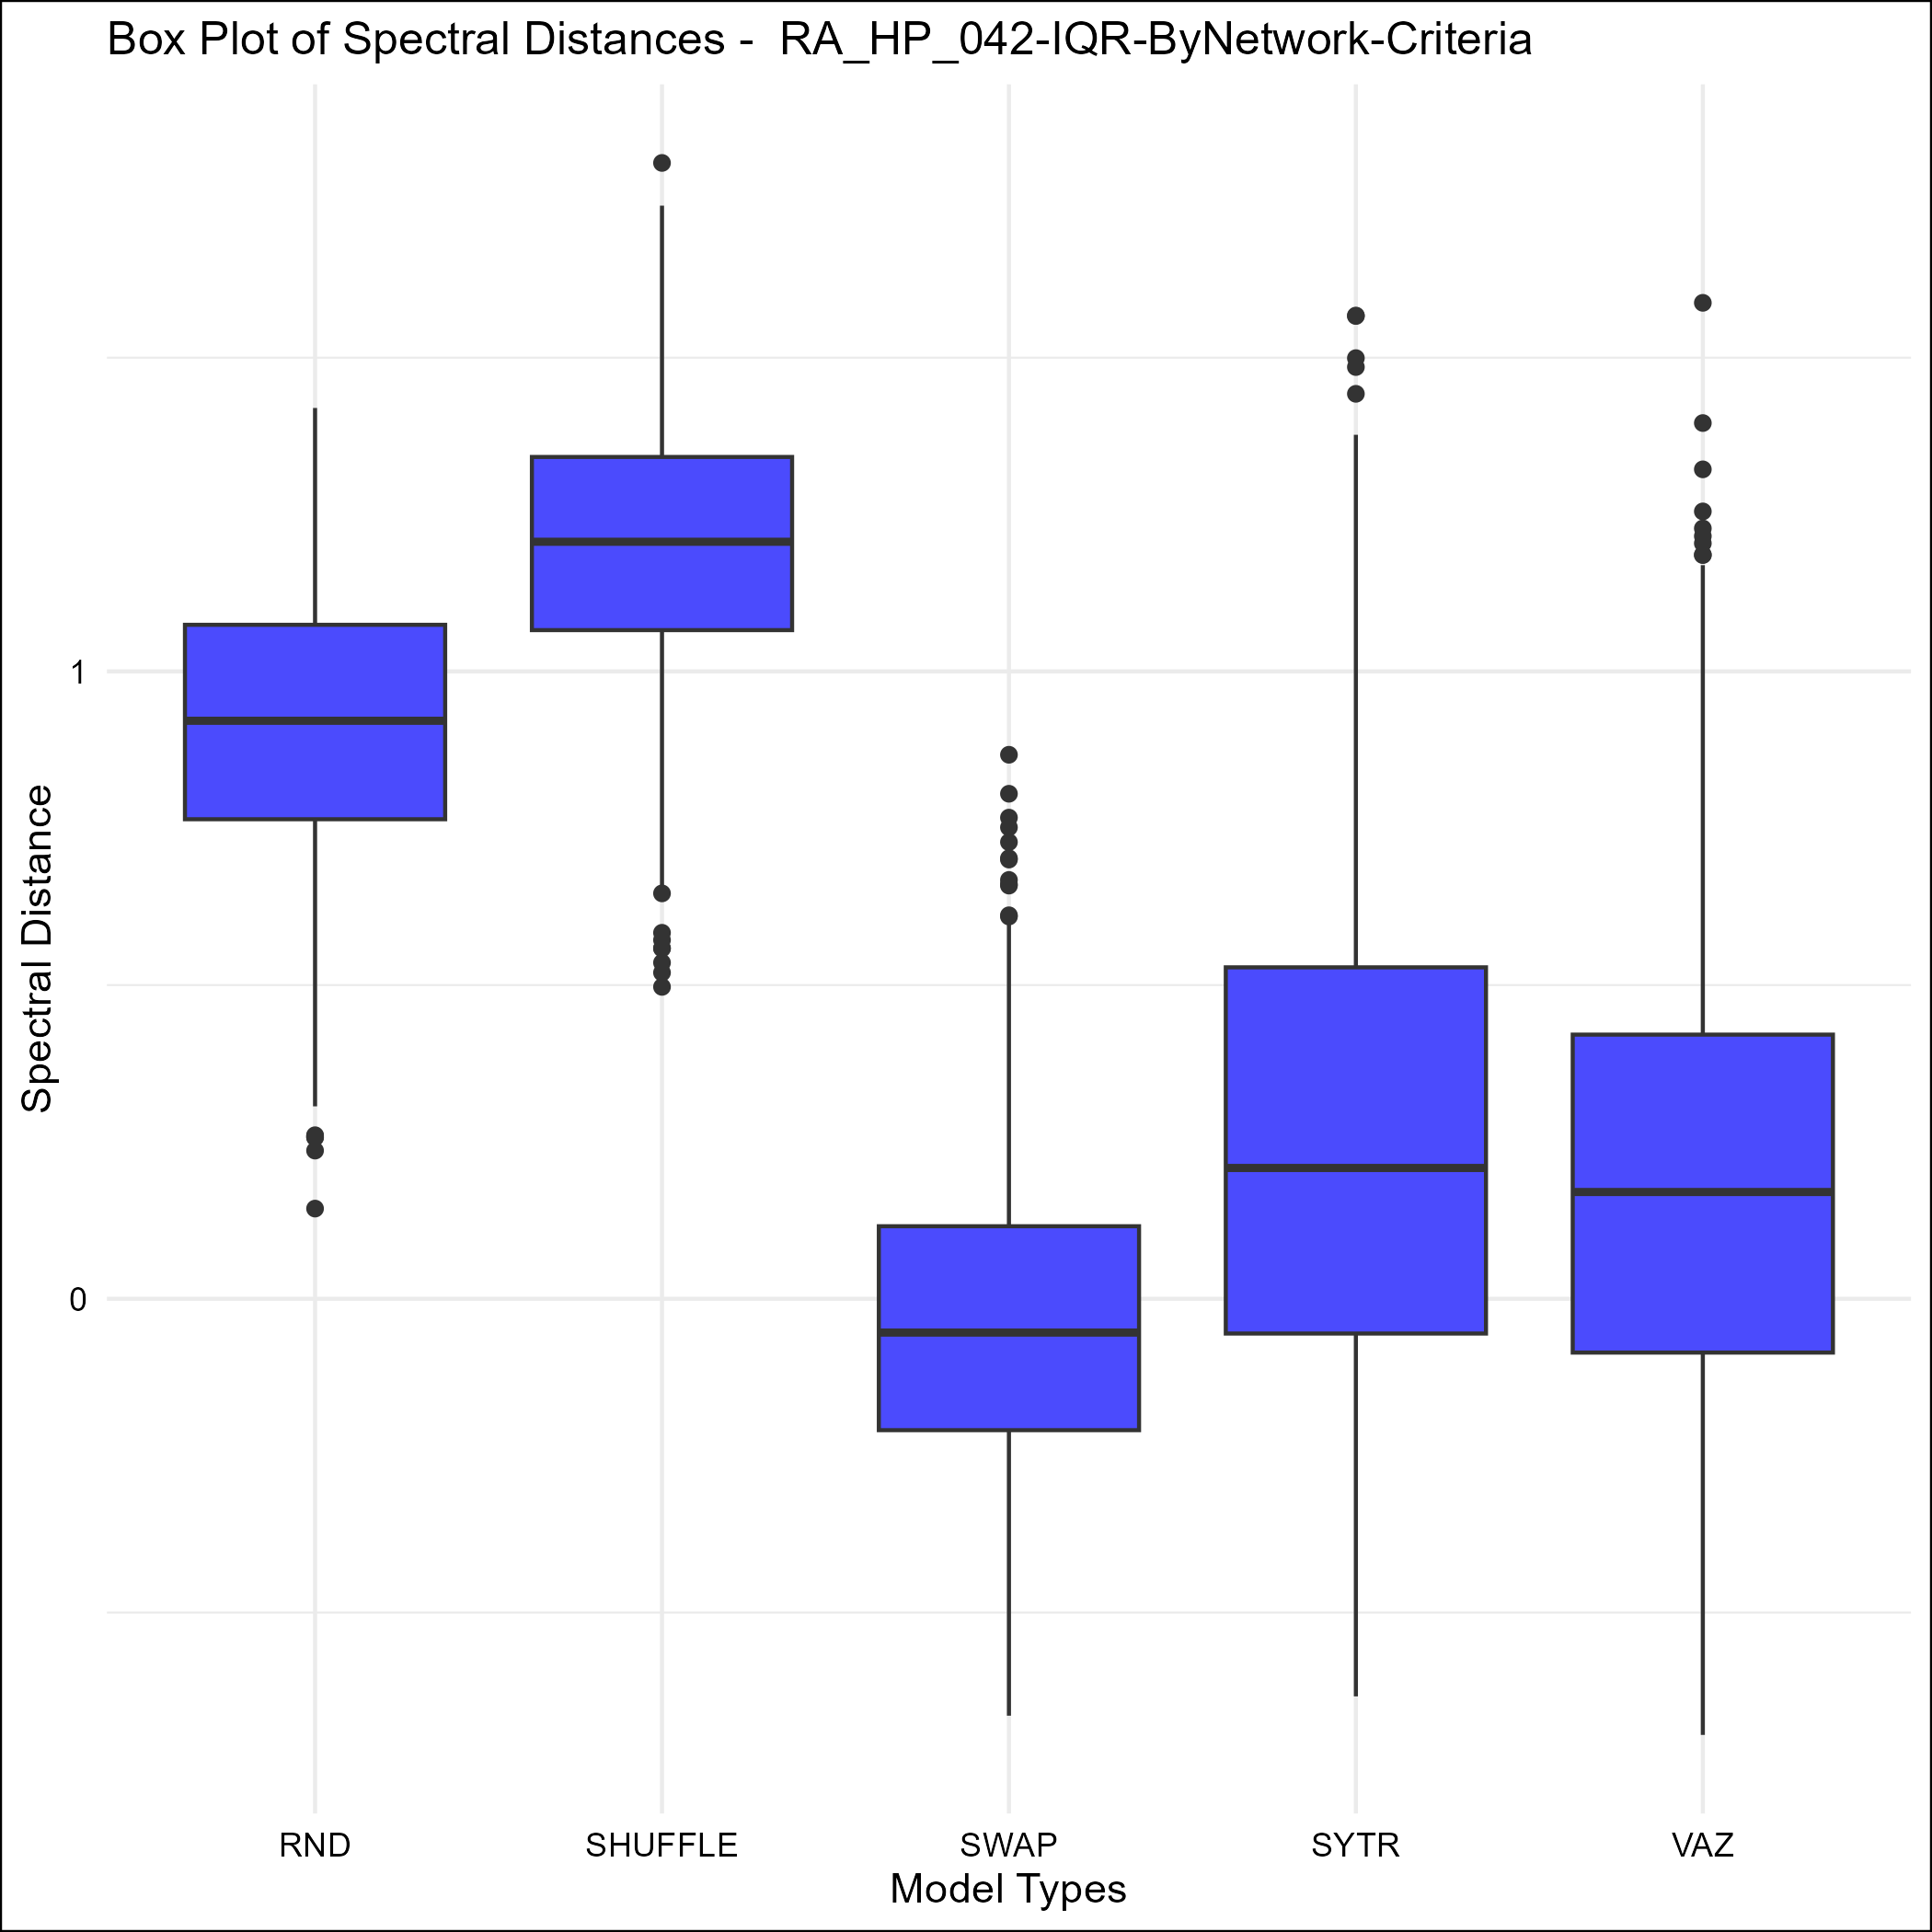 Box Plot of Spectral Distances -  RA_HP_042-IQR-ByNetwork-Criteria
1
0
Spectral Distance
RND SHUFFLE SWAP SYTR VAZ
Model Types